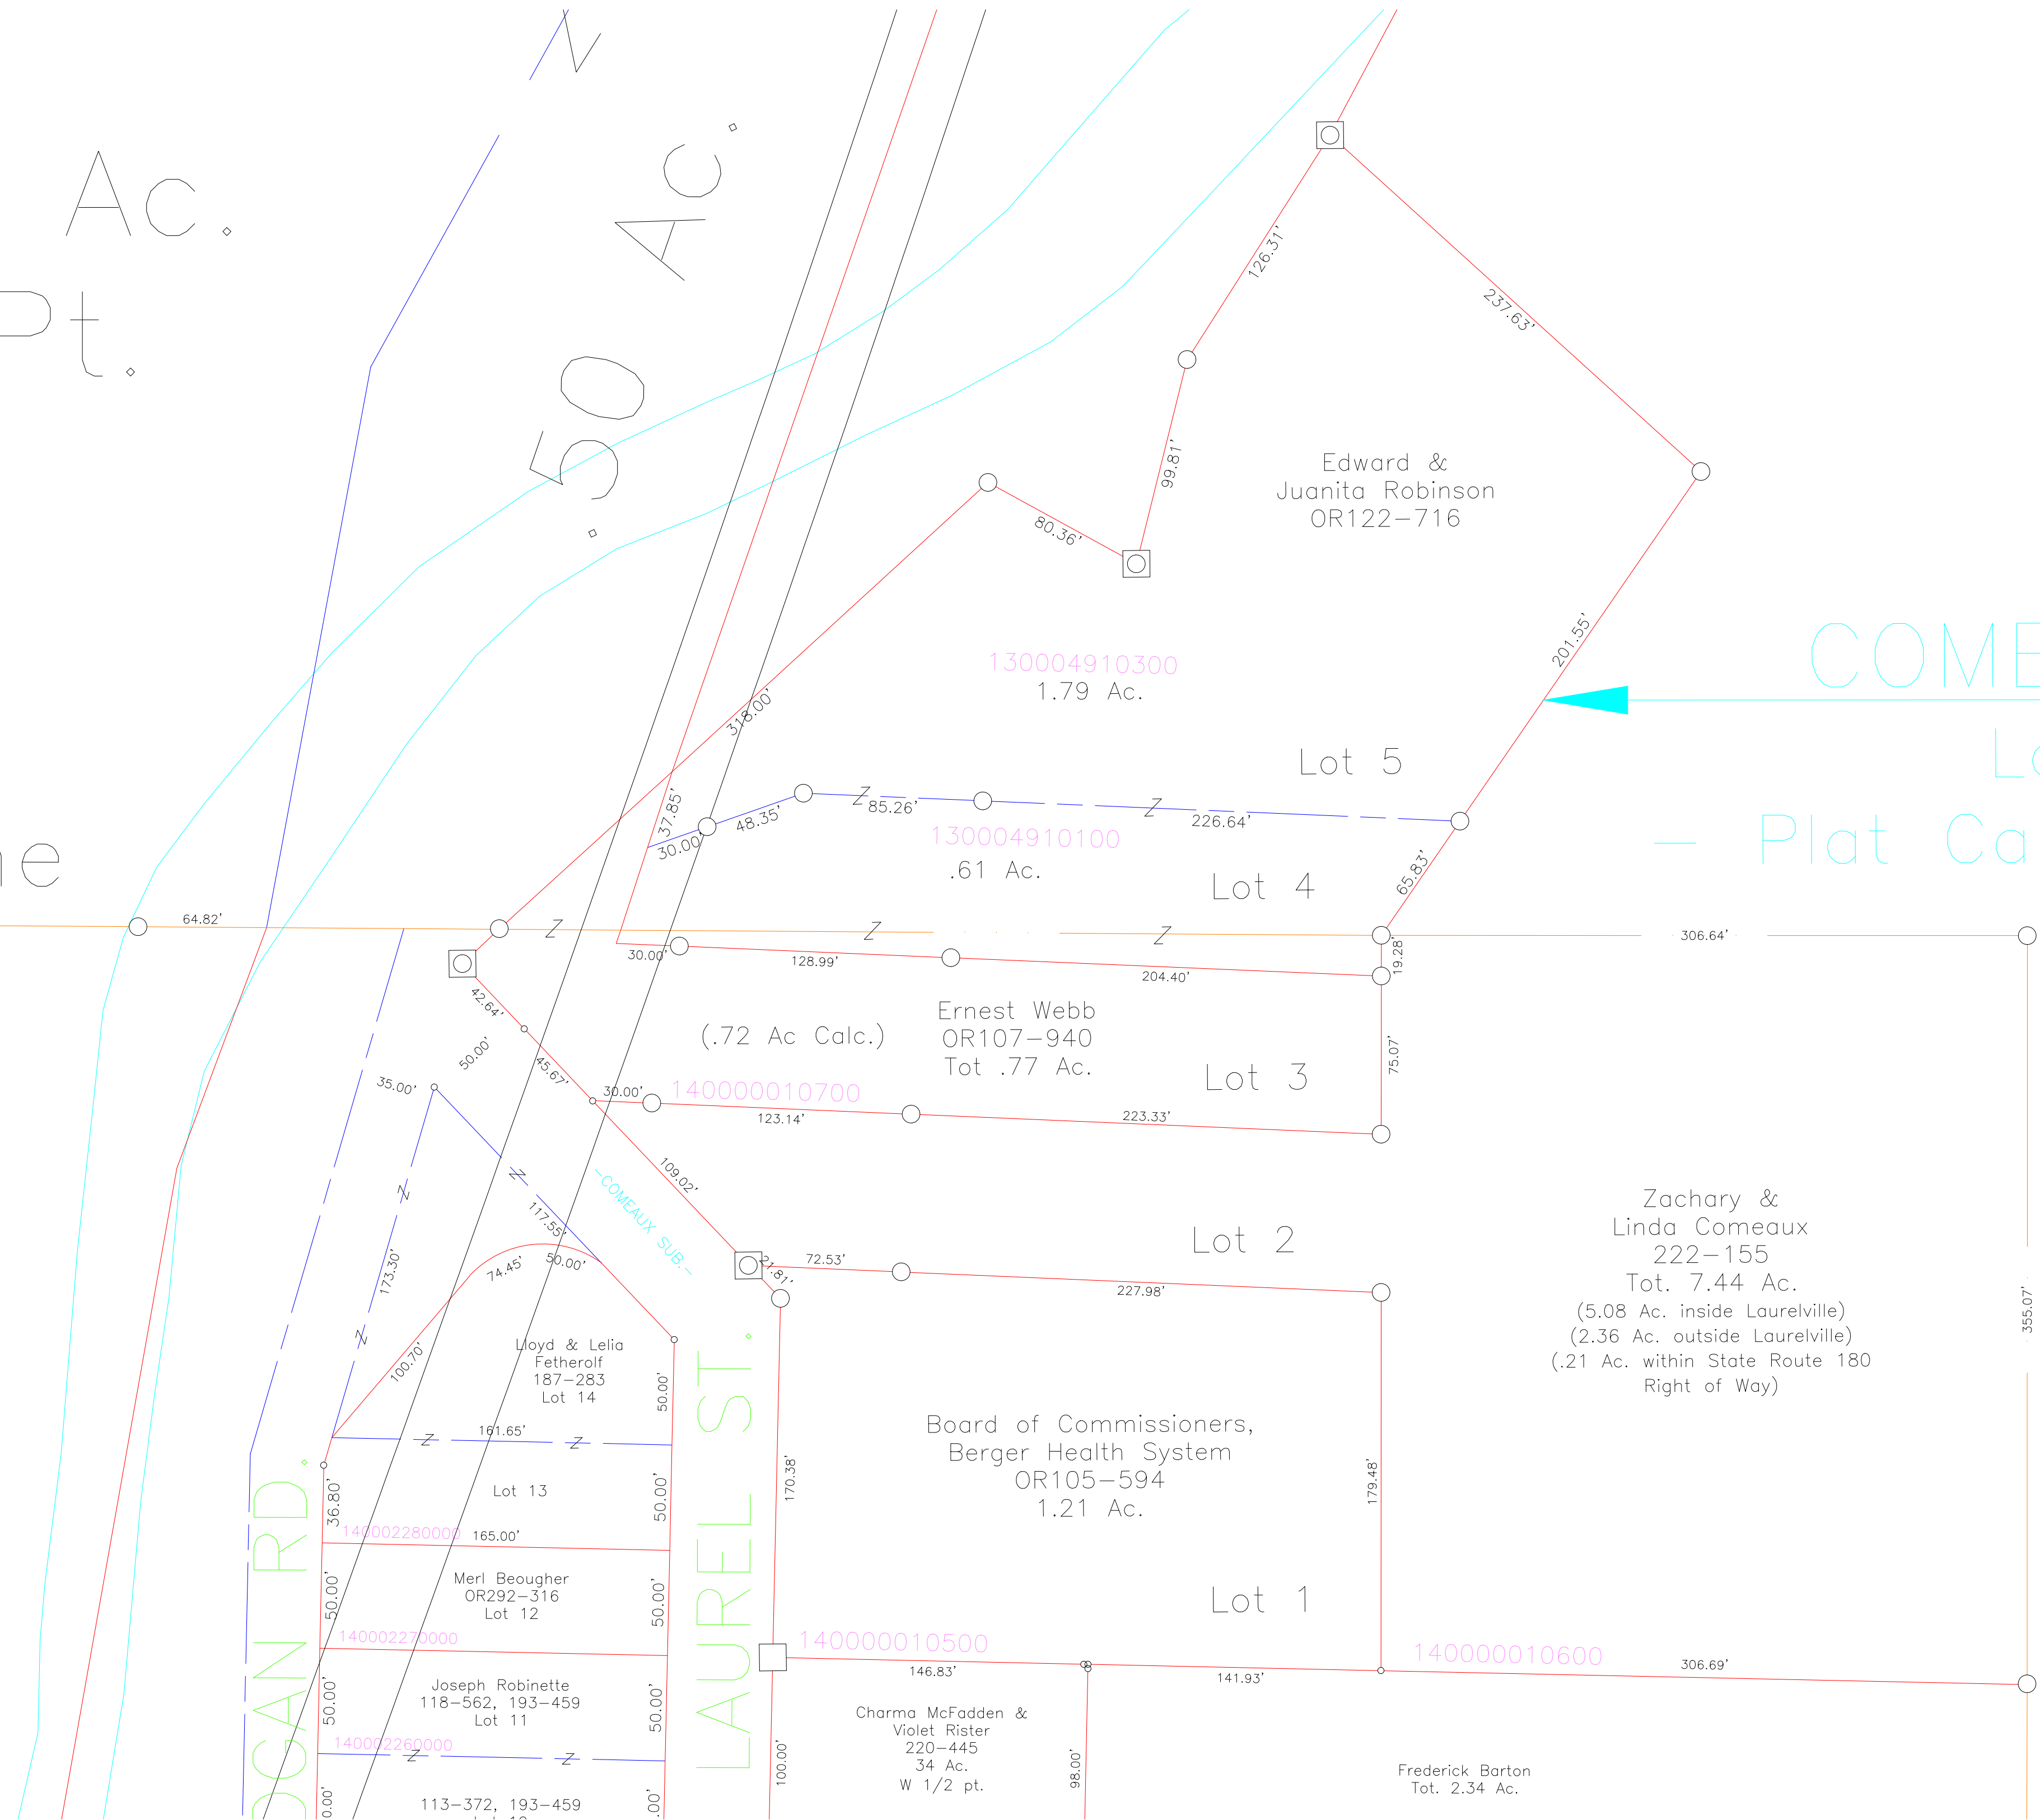 Ac.
Pt.
.50 Ac.
126.31'
237.63'
99.81'
80.36'
Edward &
Juanita Robinson
OR122-716
201.55'
130004910300
1.79 Ac.
318.00'
Lot 5
37.85'
30.00'
48.35'
85.26'
226.64'
130004910100
.61 Ac.
Lot 4
65.83'
- Plat Ca
64.82'
306.64'
19.28'
30.00'
128.99'
204.40'
42.64'
50.00'
45.67'
35.00'
(.72 Ac Calc.)
Ernest Webb
OR107-940
Tot .77 Ac.
Lot 3
75.07'
30.00'
140000010700
123.14'
223.33'
109.02'
-COMEAUX SUB.-
117.55'
173.30'
74.45'
50.00'
21.81'
72.53'
227.98'
Lot 2
Zachary &
Linda Comeaux
222-155
Tot. 7.44 Ac.
(5.08 Ac. inside Laurelville)
(2.36 Ac. outside Laurelville)
(.21 Ac. within State Route 180
Right of Way)
355.07'
100.70'
Lloyd & Lelia
Fetherolf
187-283
Lot 14
50.00'
161.65'
Lot 13
36.80'
50.00'
140002280000
165.00'
Merl Beougher
OR292-316
Lot 12
50.00'
50.00'
140002270000
Joseph Robinette
118-562, 193-459
Lot 11
50.00'
50.00'
140002260000
113-372, 193-459
RD.
LAUREL ST.
170.38'
Board of Commissioners,
Berger Health System
OR105-594
1.21 Ac.
179.48'
Lot 1
140000010500
146.83'
141.93'
140000010600
306.69'
100.00'
Charma McFadden &
Violet Rister
220-445
34 Ac.
W 1/2 pt.
98.00'
Frederick Barton
Tot. 2.34 Ac.